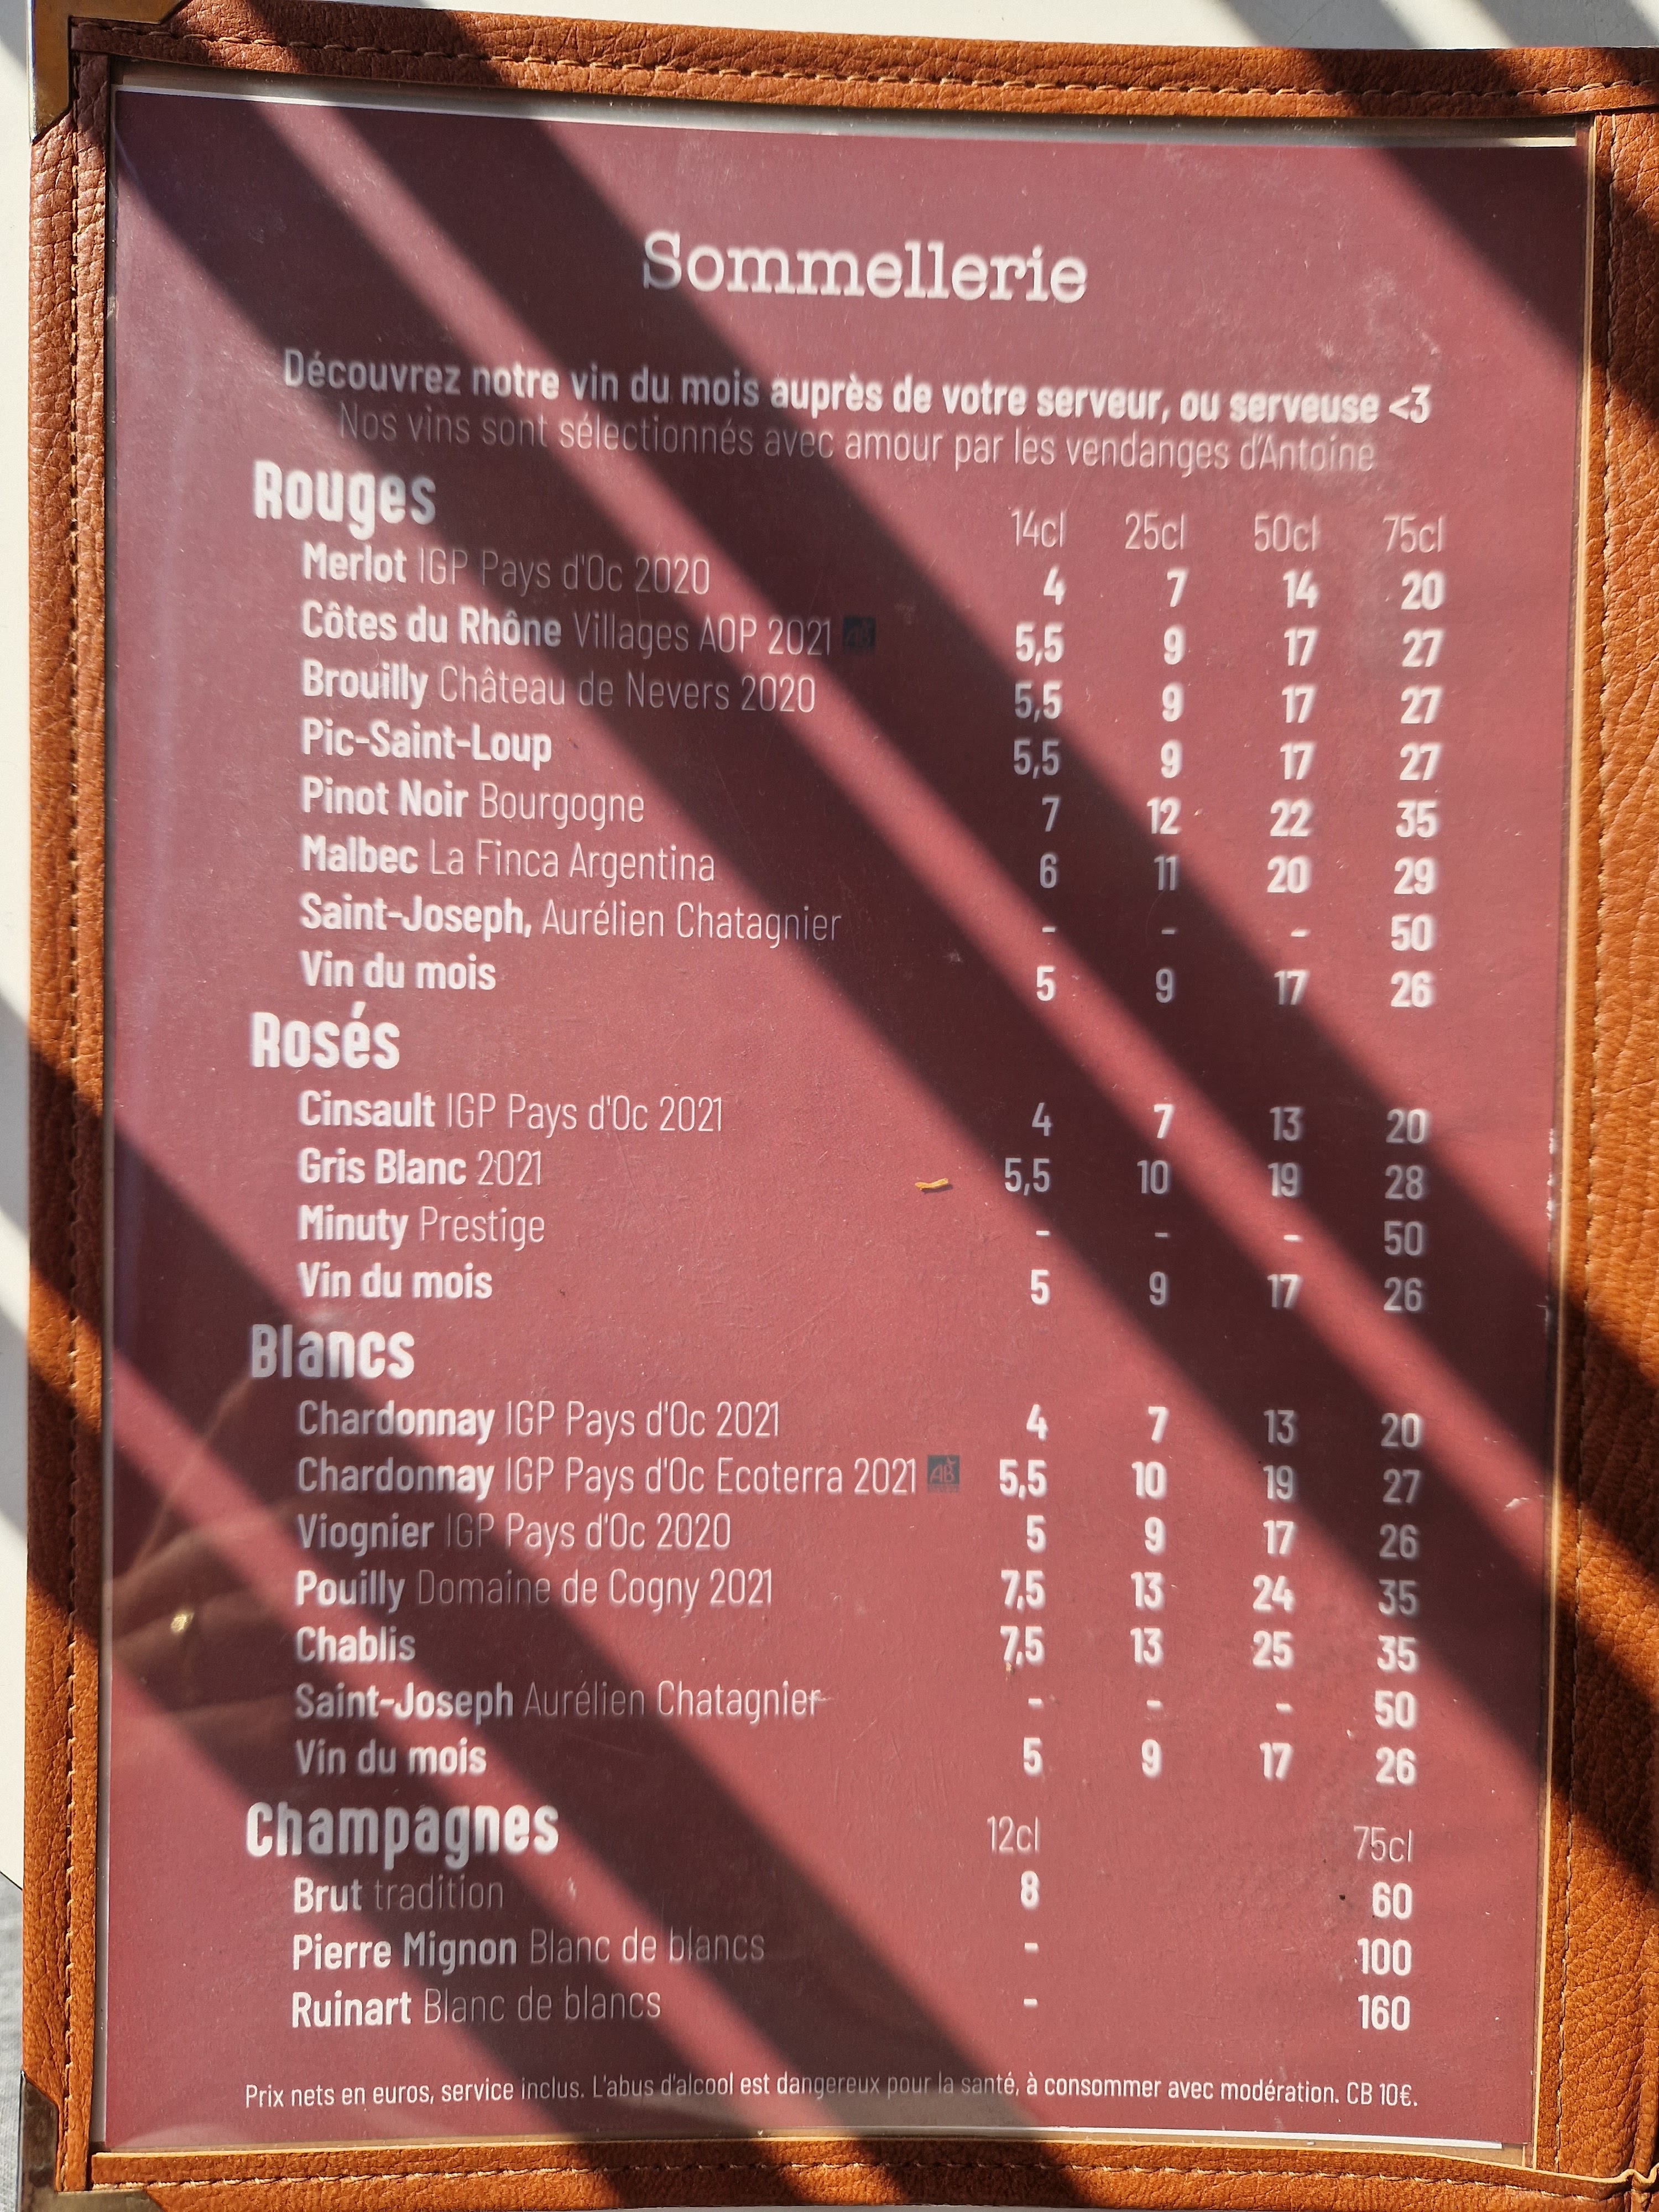 Sommellerie
Découvrez notre vin du mois auprès de votre serveur, ou serveuse <3
Nos vins sont sélectionnés avec amour par les vendanges d'Antoine
Rouges 14cl 25cl 50cl 75cl
Merlot IGP Pays d'Oc 2020 4 7 14 20
Côtes du Rhône Villages AOP 2021 AB 5,5 9 17 27
Brouilly Château de Nevers 2020 5,5 9 17 27
Pic-Saint-Loup 5,5 9 17 27
Pinot Noir Bourgogne 7 12 22 35
Malbec La Finca Argentina 6 11 20 29
Saint-Joseph, Aurélien Chatagnier - - - 50
Vin du mois 5 9 17 26
Rosés
Cinsault IGP Pays d'Oc 2021 4 7 13 20
Gris Blanc 2021 5,5 10 19 28
Minuty Prestige - - - 50
Vin du mois 5 9 17 26
Blancs
Chardonnay IGP Pays d'Oc 2021 4 7 13 20
Chardonnay IGP Pays d'Oc Ecoterra 2021 AB 5,5 10 19 27
Viognier IGP Pays d'Oc 2020 5 9 17 26
Pouilly Domaine de Cogny 2021 7,5 13 24 35
Chablis 7,5 13 25 35
Saint-Joseph Aurélien Chatagnier - - - 50
Vin du mois 5 9 17 26
Champagnes 12cl 75cl
Brut tradition 8 60
Pierre Mignon Blanc de blancs - 100
Ruinart Blanc de blancs - 160
Prix nets en euros, service inclus. L'abus d'alcool est dangereux pour la santé, à consommer avec modération. CB 10€.